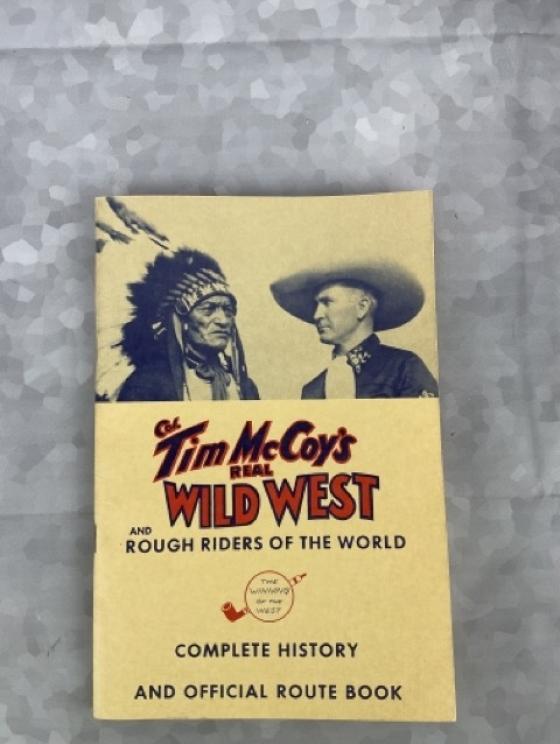 Col.
Tim McCoy's
REAL
WILD WEST
AND
ROUGH RIDERS OF THE WORLD
THE
WINNING
OF THE
WEST
COMPLETE HISTORY
AND OFFICIAL ROUTE BOOK